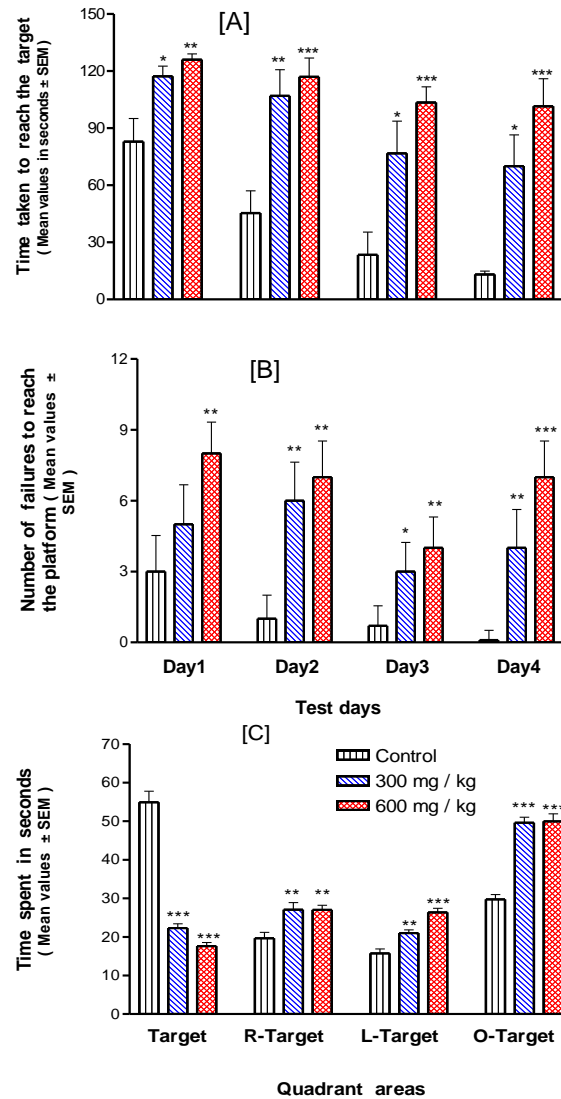 [A]
Time taken to reach the target
( Mean values in seconds ± SEM)
150
120
90
60
30
0
* **
** ***
* ***
* ***
[B]
Number of failures to reach
the platform ( Mean values ±
SEM )
12
9
6
3
0
**
** **
* **
** ***
Day1 Day2 Day3 Day4
Test days
[C]
Time spent in seconds
( Mean values ± SEM)
70
60
50
40
30
20
10
0
Control
300 mg / kg
600 mg / kg
*** ***
** **
** ***
*** ***
Target R-Target L-Target O-Target
Quadrant areas